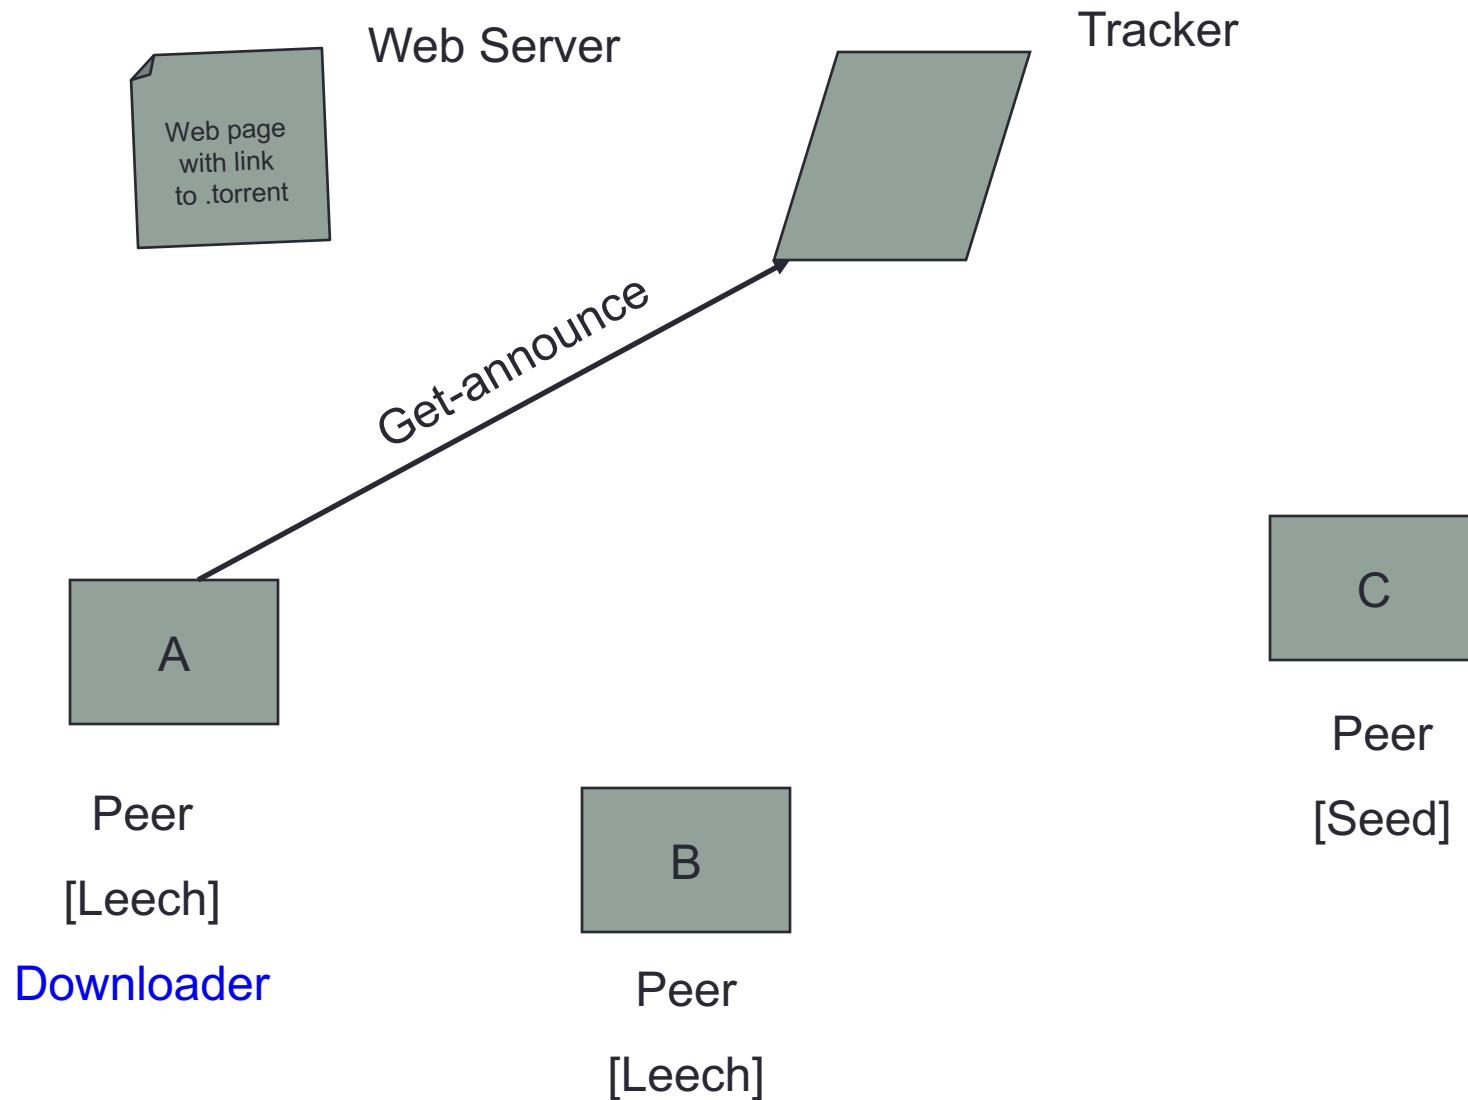 Web Server
Tracker
Web page
with link
to .torrent
Get-announce
A
Peer
[Leech]
Downloader
B
Peer
[Leech]
C
Peer
[Seed]